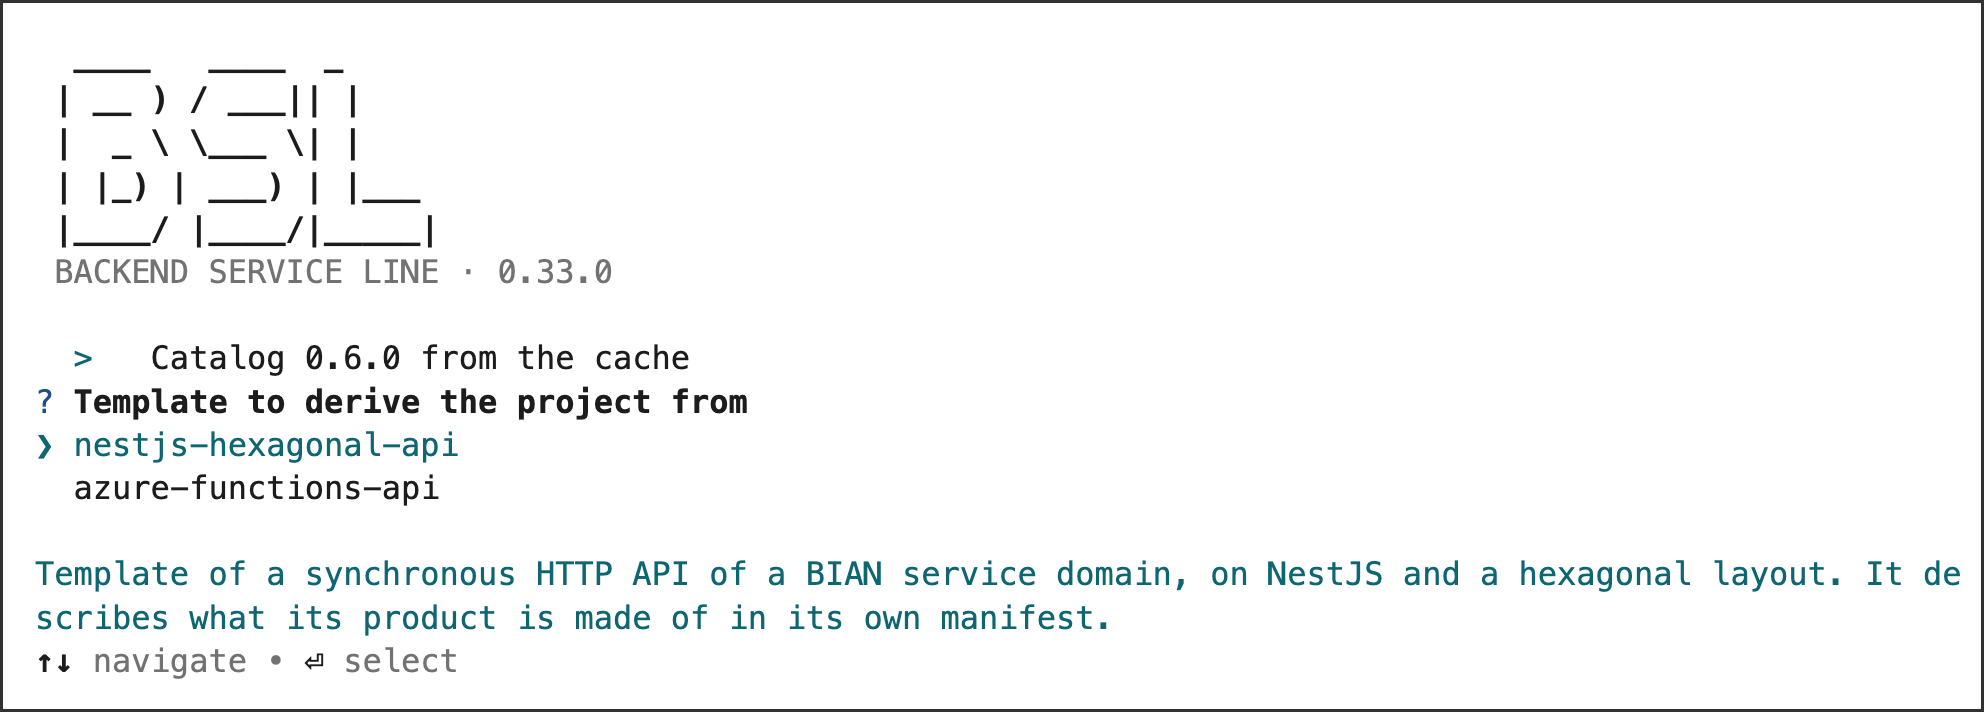 ____   ____  _
 | __ ) / ___|| |
 |  _ \ \___ \| |
 | |_) | ___) | |___
 |____/ |____/|_____|
 BACKEND SERVICE LINE · 0.33.0
  >   Catalog 0.6.0 from the cache
? Template to derive the project from
❯ nestjs-hexagonal-api
  azure-functions-api
Template of a synchronous HTTP API of a BIAN service domain, on NestJS and a hexagonal layout. It de
scribes what its product is made of in its own manifest.
↑↓ navigate • ⏎ select